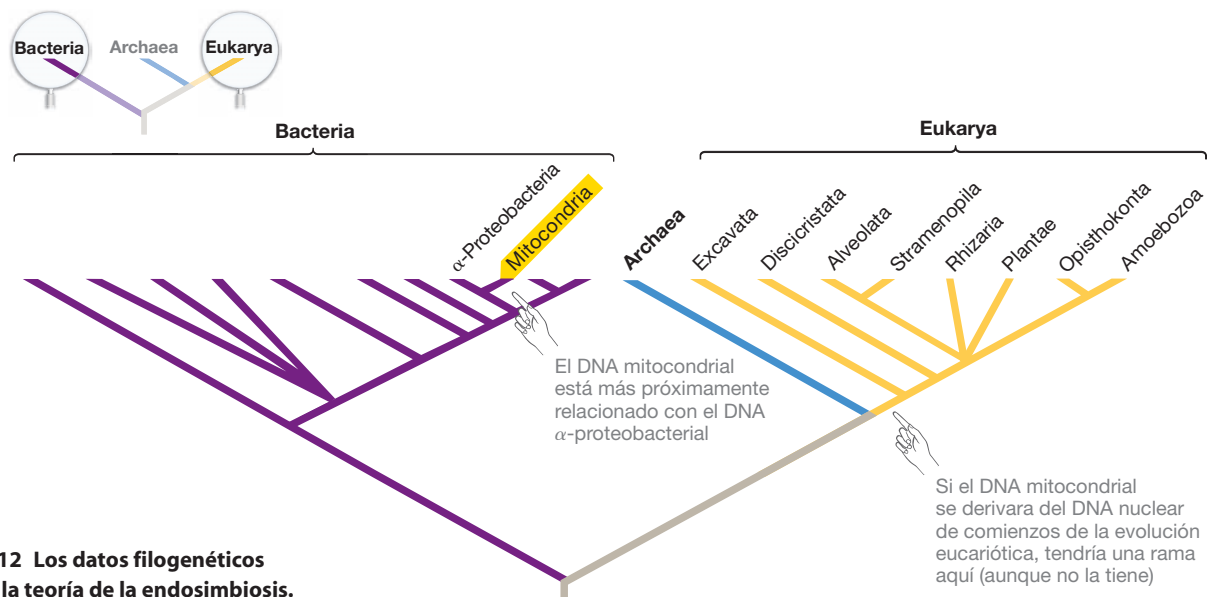 Bacteria
Archaea
Eukarya
Bacteria
Eukarya
α-Proteobacteria
Mitocondria
Archaea
Excavata
Discicristata
Alveolata
Stramenopila
Rhizaria
Plantae
Opisthokonta
Amoebozoa
El DNA mitocondrial
está más próximamente
relacionado con el DNA
α-proteobacterial
Si el DNA mitocondrial
se derivara del DNA nuclear
de comienzos de la evolución
eucariótica, tendría una rama
aquí (aunque no la tiene)
12 Los datos filogenéticos
la teoría de la endosimbiosis.